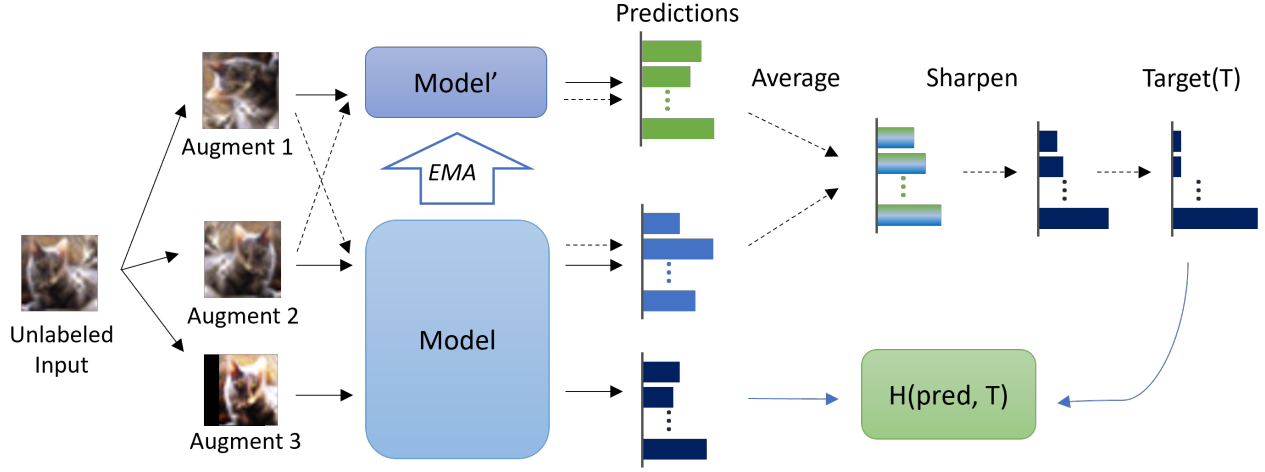 Predictions
Average
Sharpen
Target(T)
Model’
Augment 1
EMA
Augment 2
Unlabeled
Input
Model
H(pred, T)
Augment 3